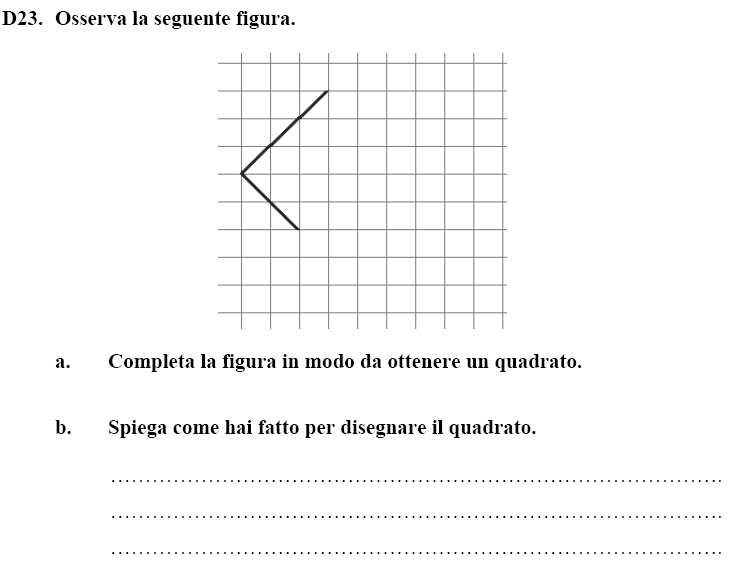 D23. Osserva la seguente figura.
a. Completa la figura in modo da ottenere un quadrato.
b. Spiega come hai fatto per disegnare il quadrato.